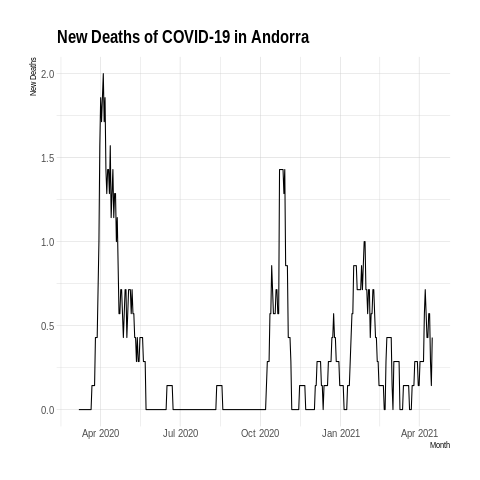 New Deaths of COVID-19 in Andorra
New Deaths
2.0
1.5
1.0
0.5
0.0
Apr 2020 Jul 2020 Oct 2020 Jan 2021 Apr 2021
Month